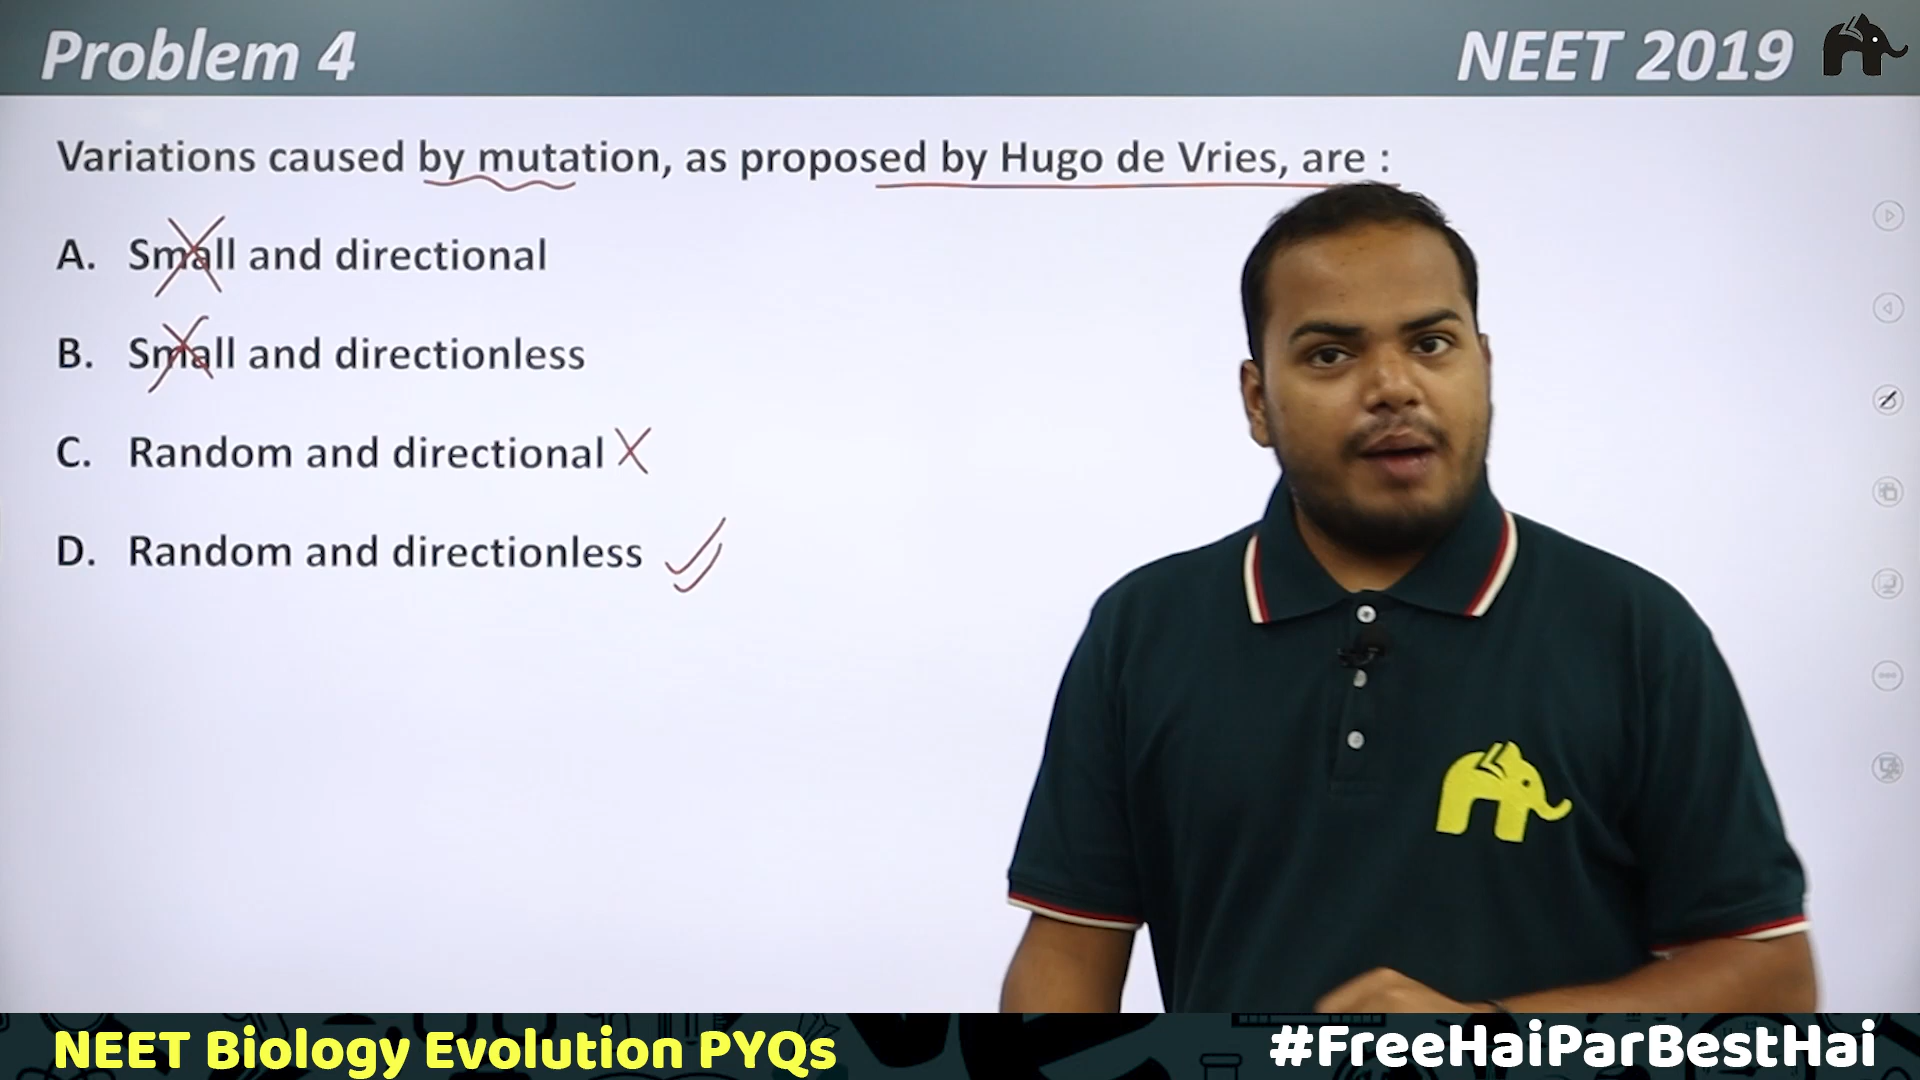 Problem 4
NEET 2019
Variations caused by mutation, as proposed by Hugo de Vries, are :
A. Small and directional
B. Small and directionless
C. Random and directional
D. Random and directionless
NEET Biology Evolution PYQs
#FreeHaiParBestHai